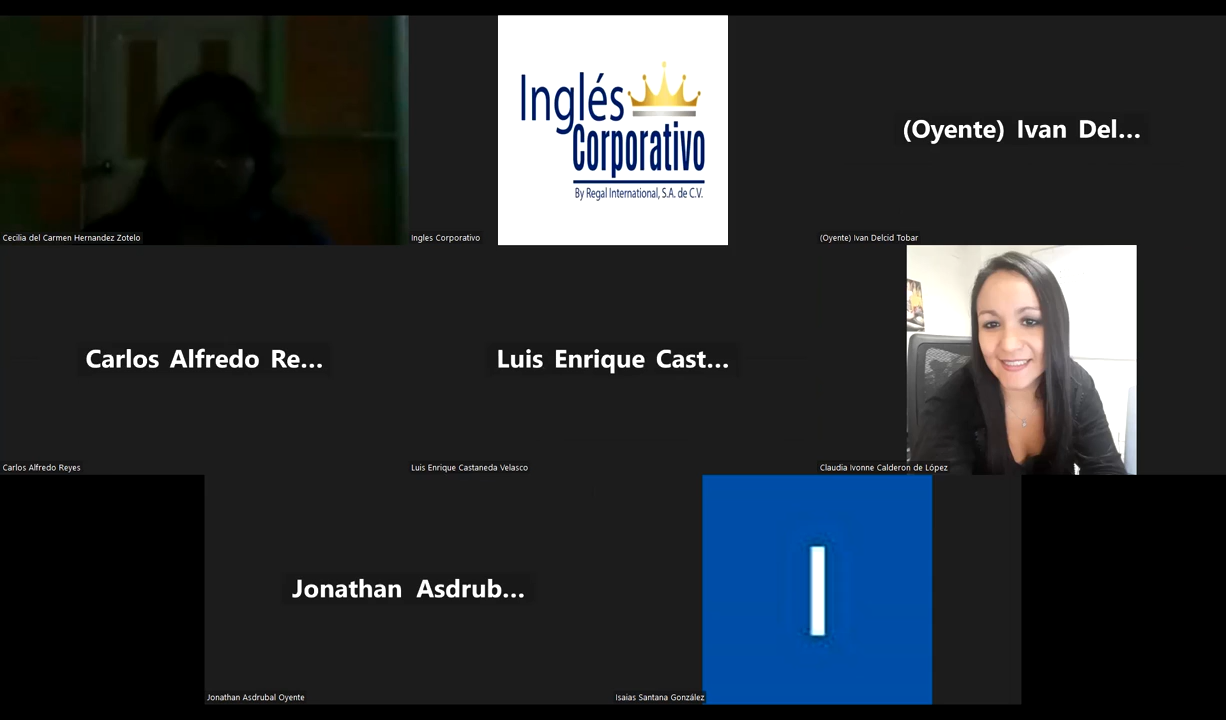 Inglés
Corporativo
By Regal International, S.A. de C.V.
(Oyente) Ivan Del...
Cecilia del Carmen Hernandez Zotelo
Ingles Corporativo
(Oyente) Ivan Delcid Tobar
Carlos Alfredo Re...
Luis Enrique Cast...
Carlos Alfredo Reyes
Luis Enrique Castaneda Velasco
Claudia Ivonne Calderon de López
Jonathan Asdrub...
I
Jonathan Asdrubal Oyente
Isaias Santana González